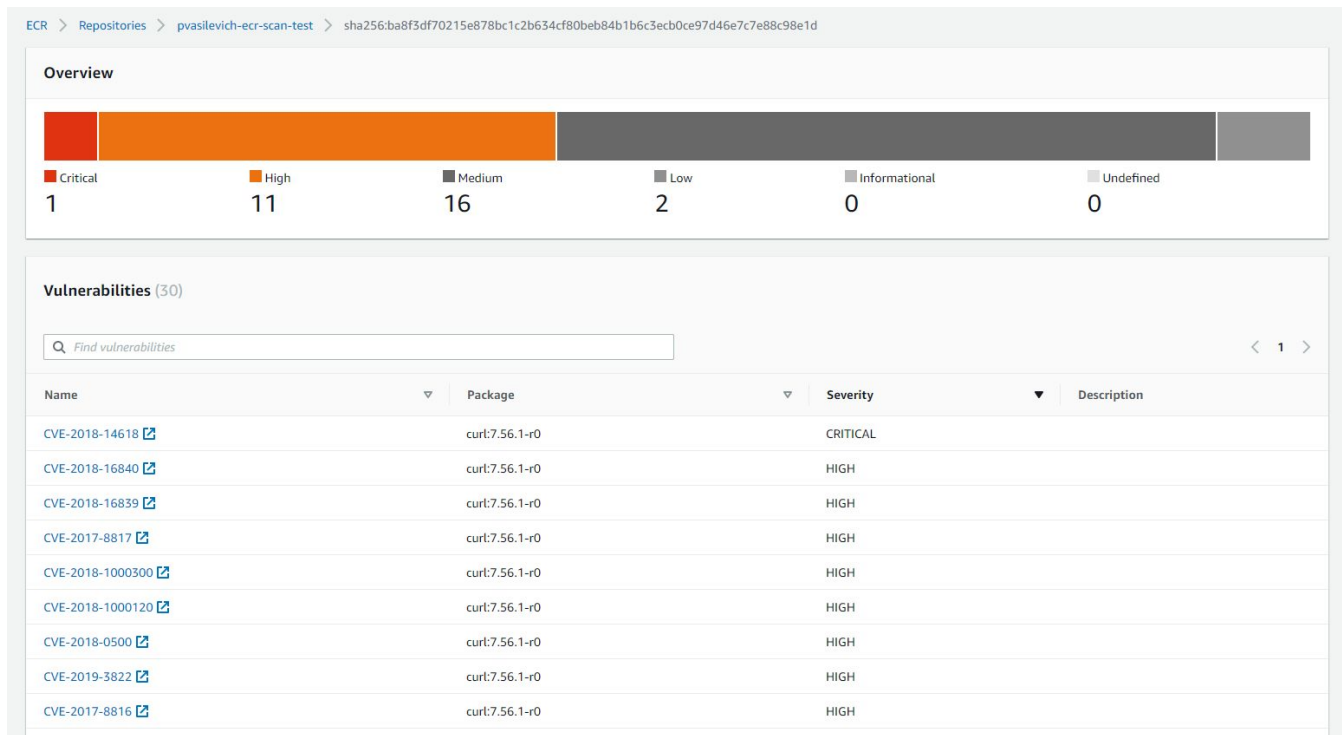 ECR > Repositories > pvasilevich-ecr-scan-test > sha256:ba8f3df70215e878bc1c2b634cf80beb84b1b6c3ecb0ce97d46e7c7e88c98e1d
Overview
Critical High Medium Low Informational Undefined
1 11 16 2 0 0
Vulnerabilities (30)
Find vulnerabilities
< 1 >
Name Package Severity Description
CVE-2018-14618 curl:7.56.1-r0 CRITICAL
CVE-2018-16840 curl:7.56.1-r0 HIGH
CVE-2018-16839 curl:7.56.1-r0 HIGH
CVE-2017-8817 curl:7.56.1-r0 HIGH
CVE-2018-1000300 curl:7.56.1-r0 HIGH
CVE-2018-1000120 curl:7.56.1-r0 HIGH
CVE-2018-0500 curl:7.56.1-r0 HIGH
CVE-2019-3822 curl:7.56.1-r0 HIGH
CVE-2017-8816 curl:7.56.1-r0 HIGH